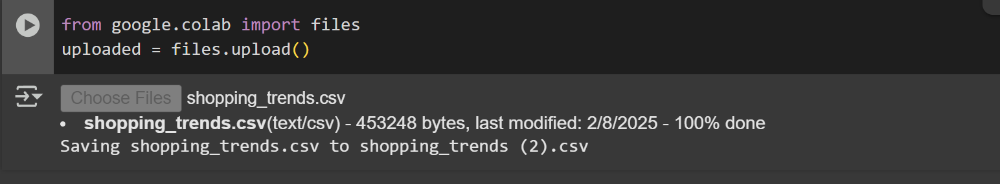 from google.colab import files
uploaded = files.upload()
Choose Files shopping_trends.csv
• shopping_trends.csv(text/csv) - 453248 bytes, last modified: 2/8/2025 - 100% done
Saving shopping_trends.csv to shopping_trends (2).csv